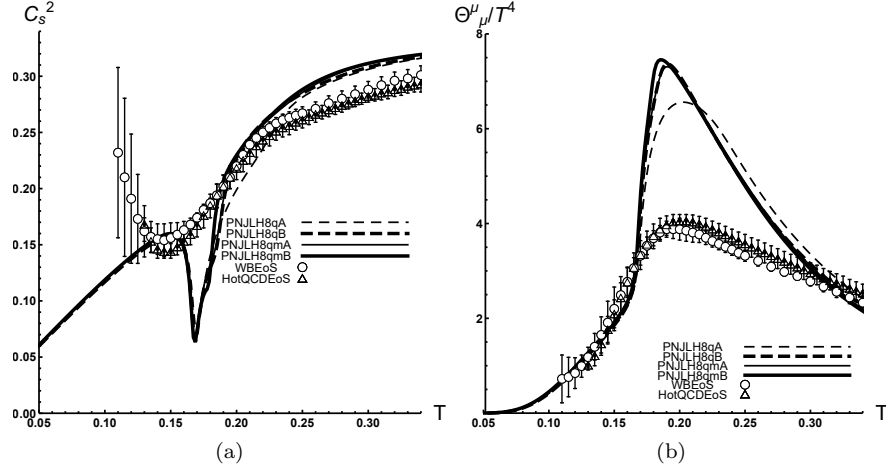 C_s^2
0.30
0.25
0.20
0.15
0.10
0.05
0.00
0.05 0.10 0.15 0.20 0.25 0.30
T
PNJLH8qA
PNJLH8qB
PNJLH8qmA
PNJLH8qmB
WBEoS
HotQCDEoS
(a)
Θ^μ_μ/T^4
8
6
4
2
0.05 0.10 0.15 0.20 0.25 0.30
T
PNJLH8qA
PNJLH8qB
PNJLH8qmA
PNJLH8qmB
WBEoS
HotQCDEoS
(b)